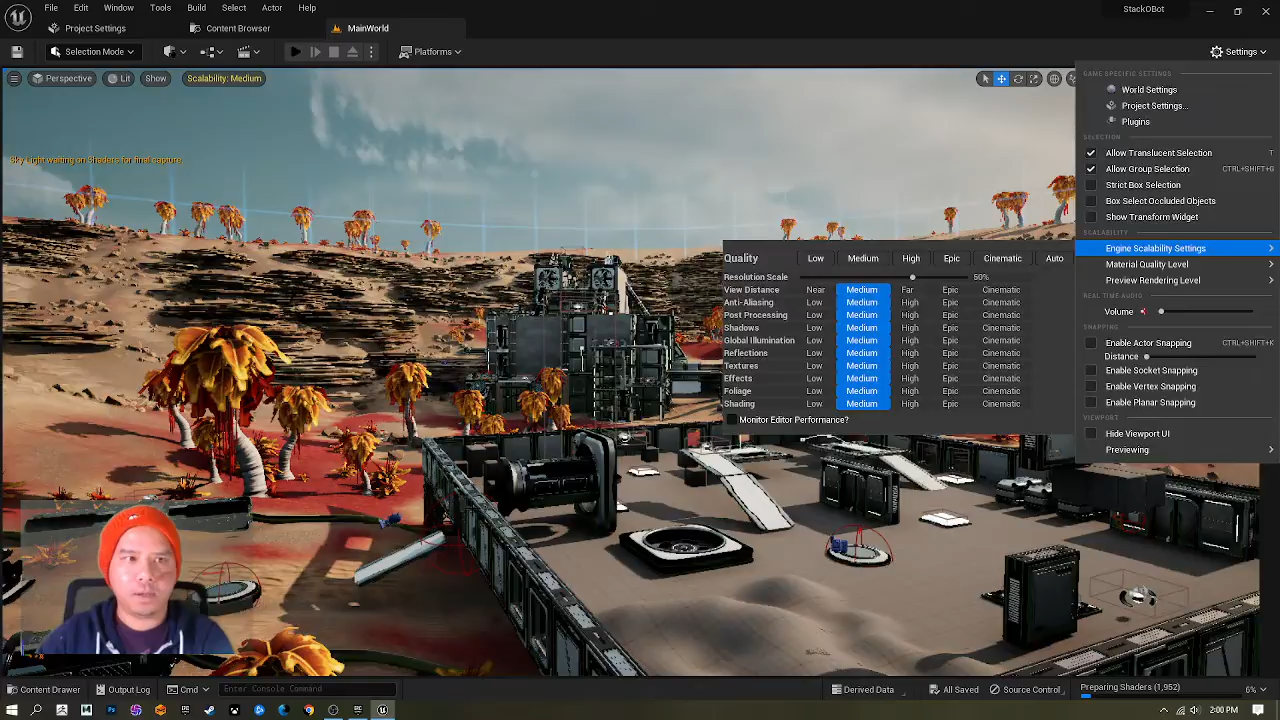 File Edit Window Tools Build Select Actor Help
StackOBot
Project Settings Content Browser MainWorld
Selection Mode Platforms Settings
Perspective Lit Show Scalability: Medium
Sky Light waiting on Shaders for final capture.
GAME SPECIFIC SETTINGS
World Settings
Project Settings...
Plugins
SELECTION
Allow Translucent Selection T
Allow Group Selection CTRL+SHIFT+G
Strict Box Selection
Box Select Occluded Objects
Show Transform Widget
SCALABILITY
Engine Scalability Settings
Material Quality Level
Preview Rendering Level
REAL TIME AUDIO
Volume
SNAPPING
Enable Actor Snapping CTRL+SHIFT+K
Distance
Enable Socket Snapping
Enable Vertex Snapping
Enable Planar Snapping
VIEWPORT
Hide Viewport UI
Previewing
Quality Low Medium High Epic Cinematic Auto
Resolution Scale 50%
View Distance Near Medium Far Epic Cinematic
Anti-Aliasing Low Medium High Epic Cinematic
Post Processing Low Medium High Epic Cinematic
Shadows Low Medium High Epic Cinematic
Global Illumination Low Medium High Epic Cinematic
Reflections Low Medium High Epic Cinematic
Textures Low Medium High Epic Cinematic
Effects Low Medium High Epic Cinematic
Foliage Low Medium High Epic Cinematic
Shading Low Medium High Epic Cinematic
Monitor Editor Performance?
Content Drawer Output Log Cmd Enter Console Command Derived Data All Saved Source Control Preparing Shaders (1,952) 6%
2:00 PM